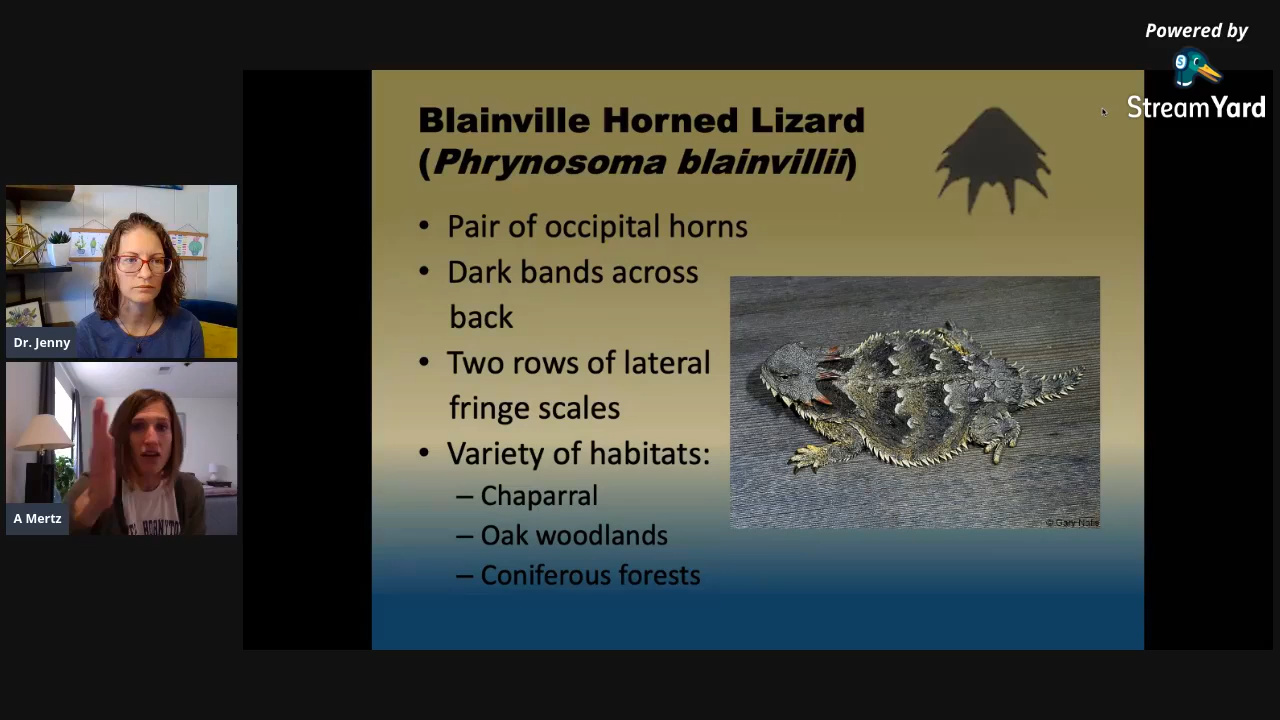 Powered by
StreamYard
Blainville Horned Lizard
(Phrynosoma blainvillii)
• Pair of occipital horns
• Dark bands across
back
• Two rows of lateral
fringe scales
• Variety of habitats:
– Chaparral
– Oak woodlands
– Coniferous forests
Dr. Jenny
A Mertz